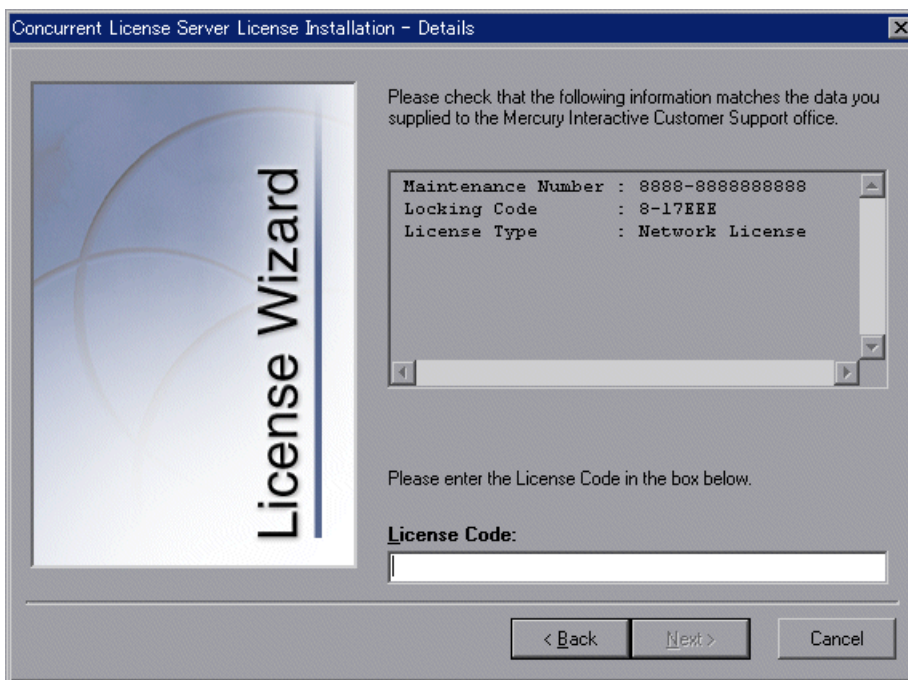 Concurrent License Server License Installation - Details
License Wizard
Please check that the following information matches the data you
supplied to the Mercury Interactive Customer Support office.
Maintenance Number : 8888-8888888888
Locking Code : 8-17EEE
License Type : Network License
Please enter the License Code in the box below.
License Code:
< Back
Next >
Cancel